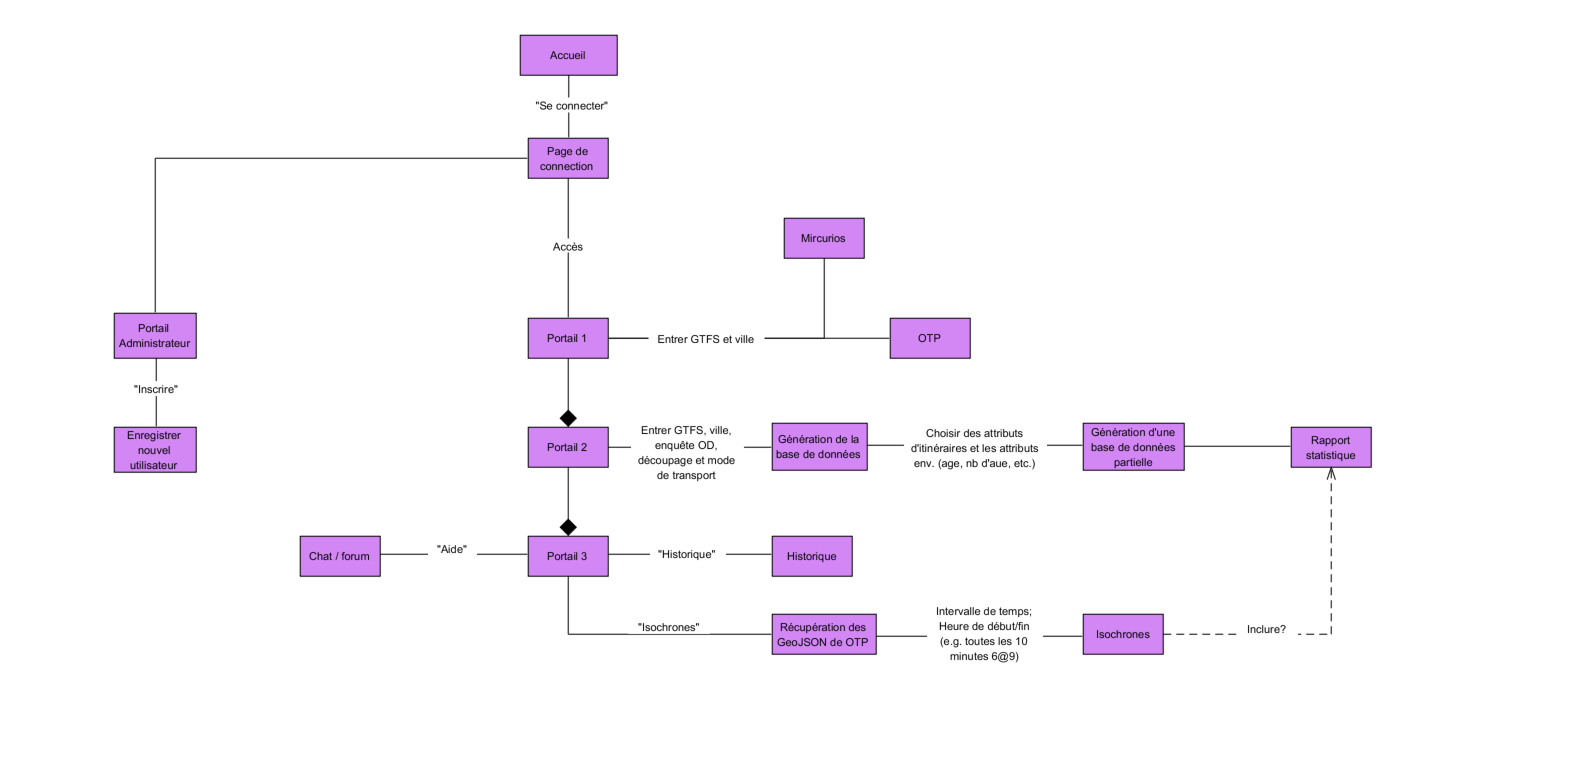 Accueil
"Se connecter"
Page de
connection
Accès
Mircurios
Portail
Administrateur
Portail 1
Entrer GTFS et ville
OTP
"Inscrire"
Enregistrer
nouvel
utilisateur
Portail 2
Entrer GTFS, ville,
enquête OD,
découpage et mode
de transport
Génération de la
base de données
Choisir des attributs
d'itinéraires et les attributs
env. (age, nb d'aue, etc.)
Génération d'une
base de données
partielle
Rapport
statistique
Chat / forum
"Aide"
Portail 3
"Historique"
Historique
"Isochrones"
Récupération des
GeoJSON de OTP
Intervalle de temps;
Heure de début/fin
(e.g. toutes les 10
minutes 6@9)
Isochrones
Inclure?